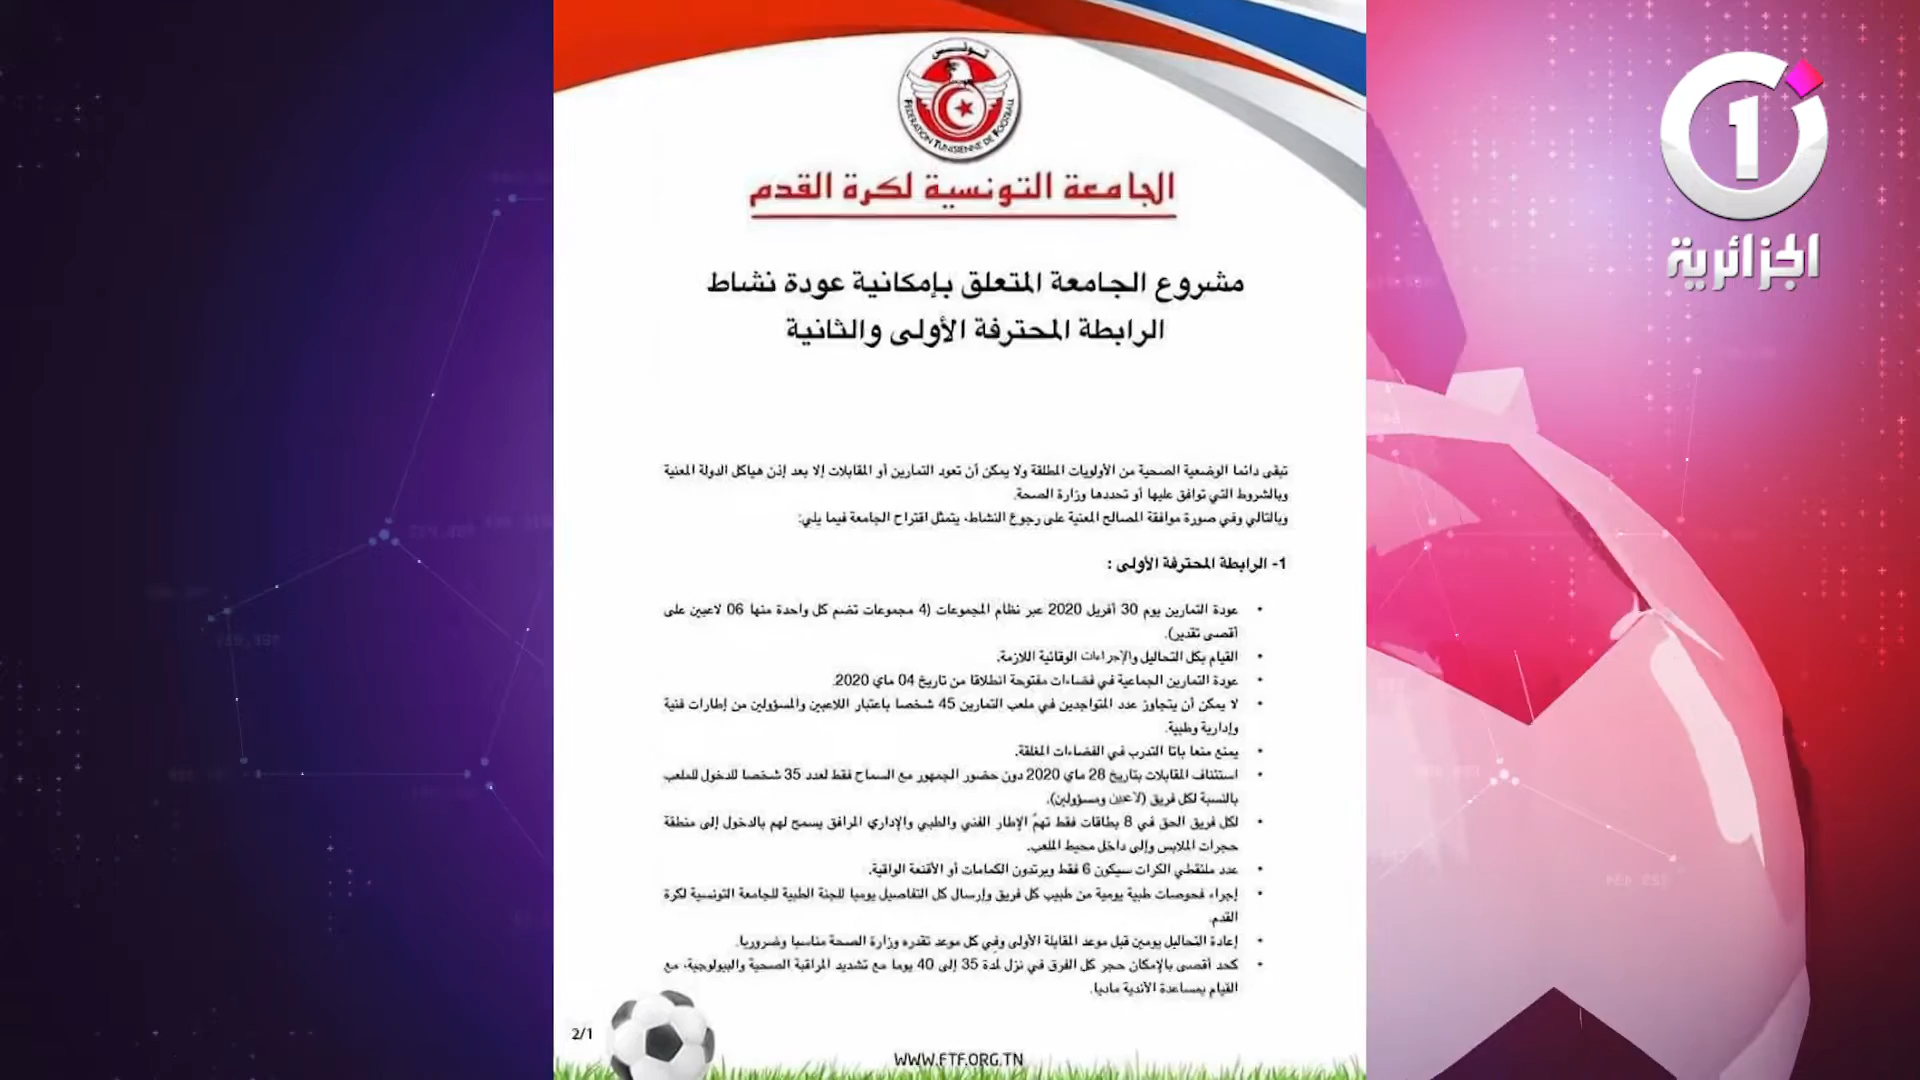 تونس
FEDERATION TUNISIENNE DE FOOTBALL
الجامعة التونسية لكرة القدم
مشروع الجامعة المتعلق بإمكانية عودة نشاط
الرابطة المحترفة الأولى والثانية
تبقى دائما الوضعية الصحية من الأولويات المطلقة ولا يمكن أن تعود التمارين أو المقابلات إلا بعد إذن هياكل الدولة المعنية
وبالشروط التي توافق عليها أو تحددها وزارة الصحة.
وبالتالي وفي صورة موافقة المصالح المعنية على رجوع النشاط، يتمثل اقتراح الجامعة فيما يلي:
1- الرابطة المحترفة الأولى :
• عودة التمارين يوم 30 أفريل 2020 عبر نظام المجموعات (4 مجموعات تضم كل واحدة منها 06 لاعبين على
أقصى تقدير).
• القيام بكل التحاليل والإجراءات الوقائية اللازمة.
• عودة التمارين الجماعية في فضاءات مفتوحة انطلاقا من تاريخ 04 ماي 2020.
• لا يمكن أن يتجاوز عدد المتواجدين في ملعب التمارين 45 شخصا باعتبار اللاعبين والمسؤولين من إطارات فنية
وإدارية وطبية.
• يمنع منعا باتا التدرب في الفضاءات المغلقة.
• استئناف المقابلات بتاريخ 28 ماي 2020 دون حضور الجمهور مع السماح فقط لعدد 35 شخصا للدخول للملعب
بالنسبة لكل فريق (لاعبين ومسؤولين).
• لكل فريق الحق في 8 بطاقات فقط تهمّ الإطار الفني والطبي والإداري المرافق يسمح لهم بالدخول إلى منطقة
حجرات الملابس وإلى داخل محيط الملعب.
• عدد ملتقطي الكرات سيكون 6 فقط ويرتدون الكمامات أو الأقنعة الواقية.
• إجراء فحوصات طبية يومية من طبيب كل فريق وإرسال كل التفاصيل يوميا للجنة الطبية للجامعة التونسية لكرة
القدم.
• إعادة التحاليل يومين قبل موعد المقابلة الأولى وفي كل موعد تقدره وزارة الصحة مناسبا وضروريا.
• كحد أقصى بالإمكان حجر كل الفرق في نزل لمدة 35 إلى 40 يوما مع تشديد المراقبة الصحية والبيولوجية، مع
القيام بمساعدة الأندية ماديا.
2/1
WWW.FTF.ORG.TN
1
الجزائرية